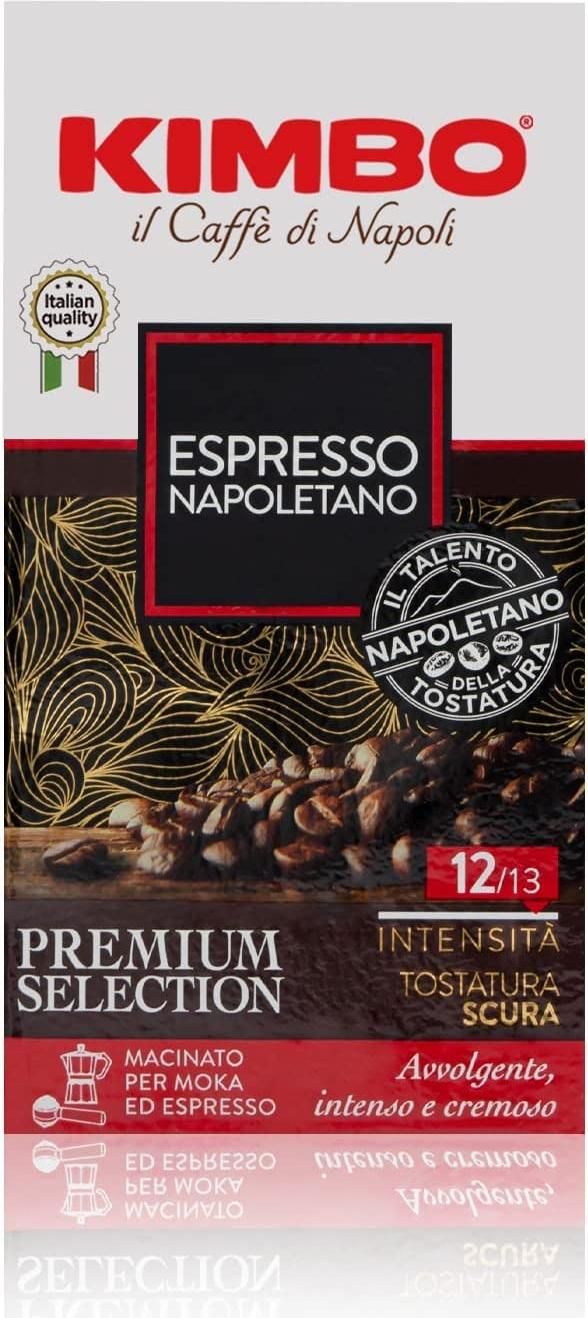 KIMBO®
il Caffè di Napoli
Italian
quality
ESPRESSO
NAPOLETANO
IL TALENTO
NAPOLETANO
DELLA
TOSTATURA
12/13
INTENSITÀ
TOSTATURA
SCURA
PREMIUM
SELECTION
MACINATO
PER MOKA
ED ESPRESSO
Avvolgente,
intenso e cremoso